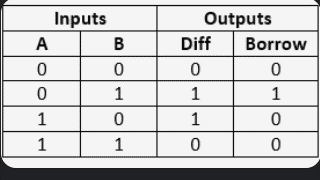 Inputs Outputs
A B Diff Borrow
0 0 0 0
0 1 1 1
1 0 1 0
1 1 0 0